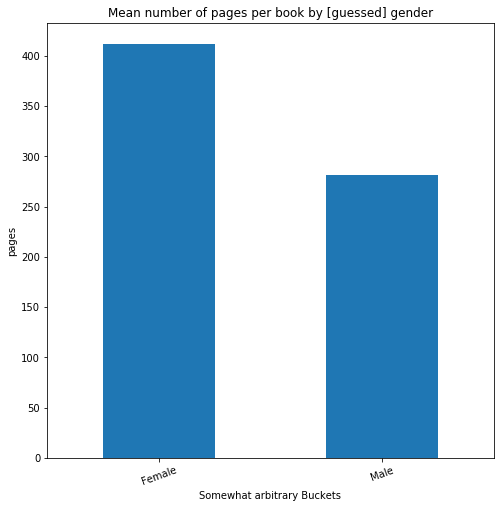 Mean number of pages per book by [guessed] gender
400
350
300
250
200
150
100
50
0
pages
Female
Male
Somewhat arbitrary Buckets